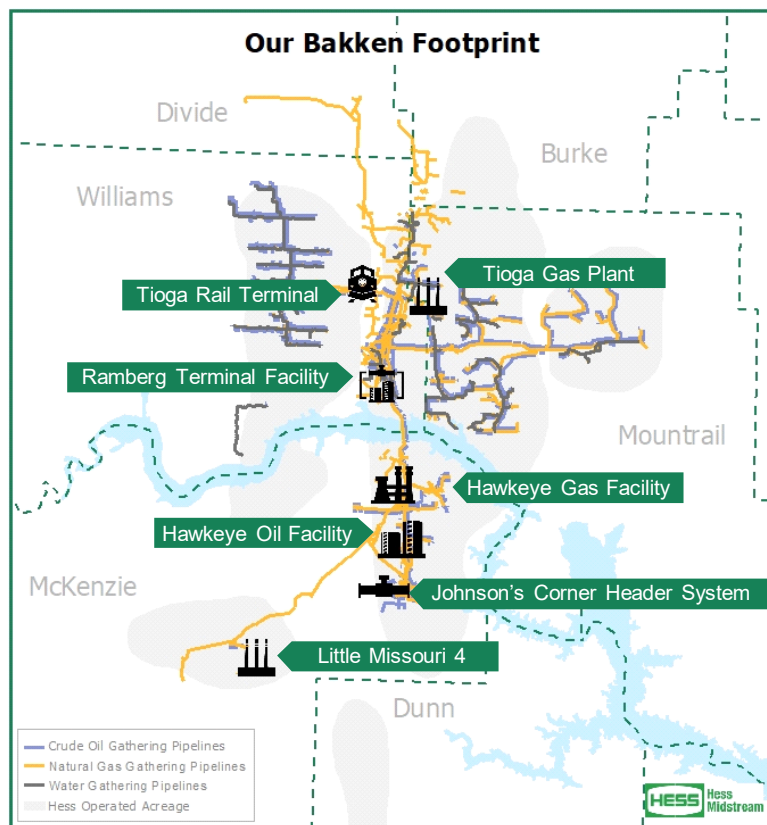 Our Bakken Footprint
Divide
Burke
Williams
Tioga Gas Plant
Tioga Rail Terminal
Ramberg Terminal Facility
Mountrail
Hawkeye Gas Facility
Hawkeye Oil Facility
McKenzie
Johnson's Corner Header System
Little Missouri 4
Dunn
Crude Oil Gathering Pipelines
Natural Gas Gathering Pipelines
Water Gathering Pipelines
Hess Operated Acreage
HESS
Hess
Midstream